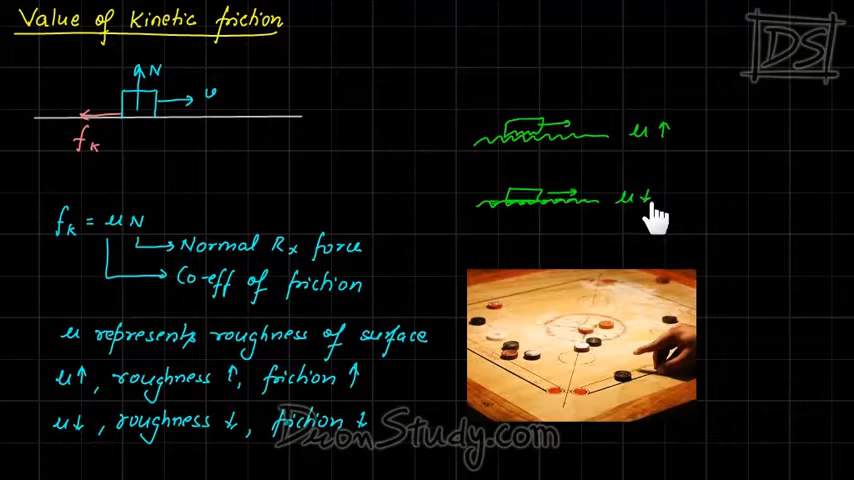 Value of Kinetic friction
DS
N
v
fK
μ ↑
μ ↓
fK = μN
Normal Rx force
Co-eff of friction
μ represents roughness of surface
μ↑, roughness ↑, friction ↑
μ↓, roughness ↓, friction ↓
DronStudy.com